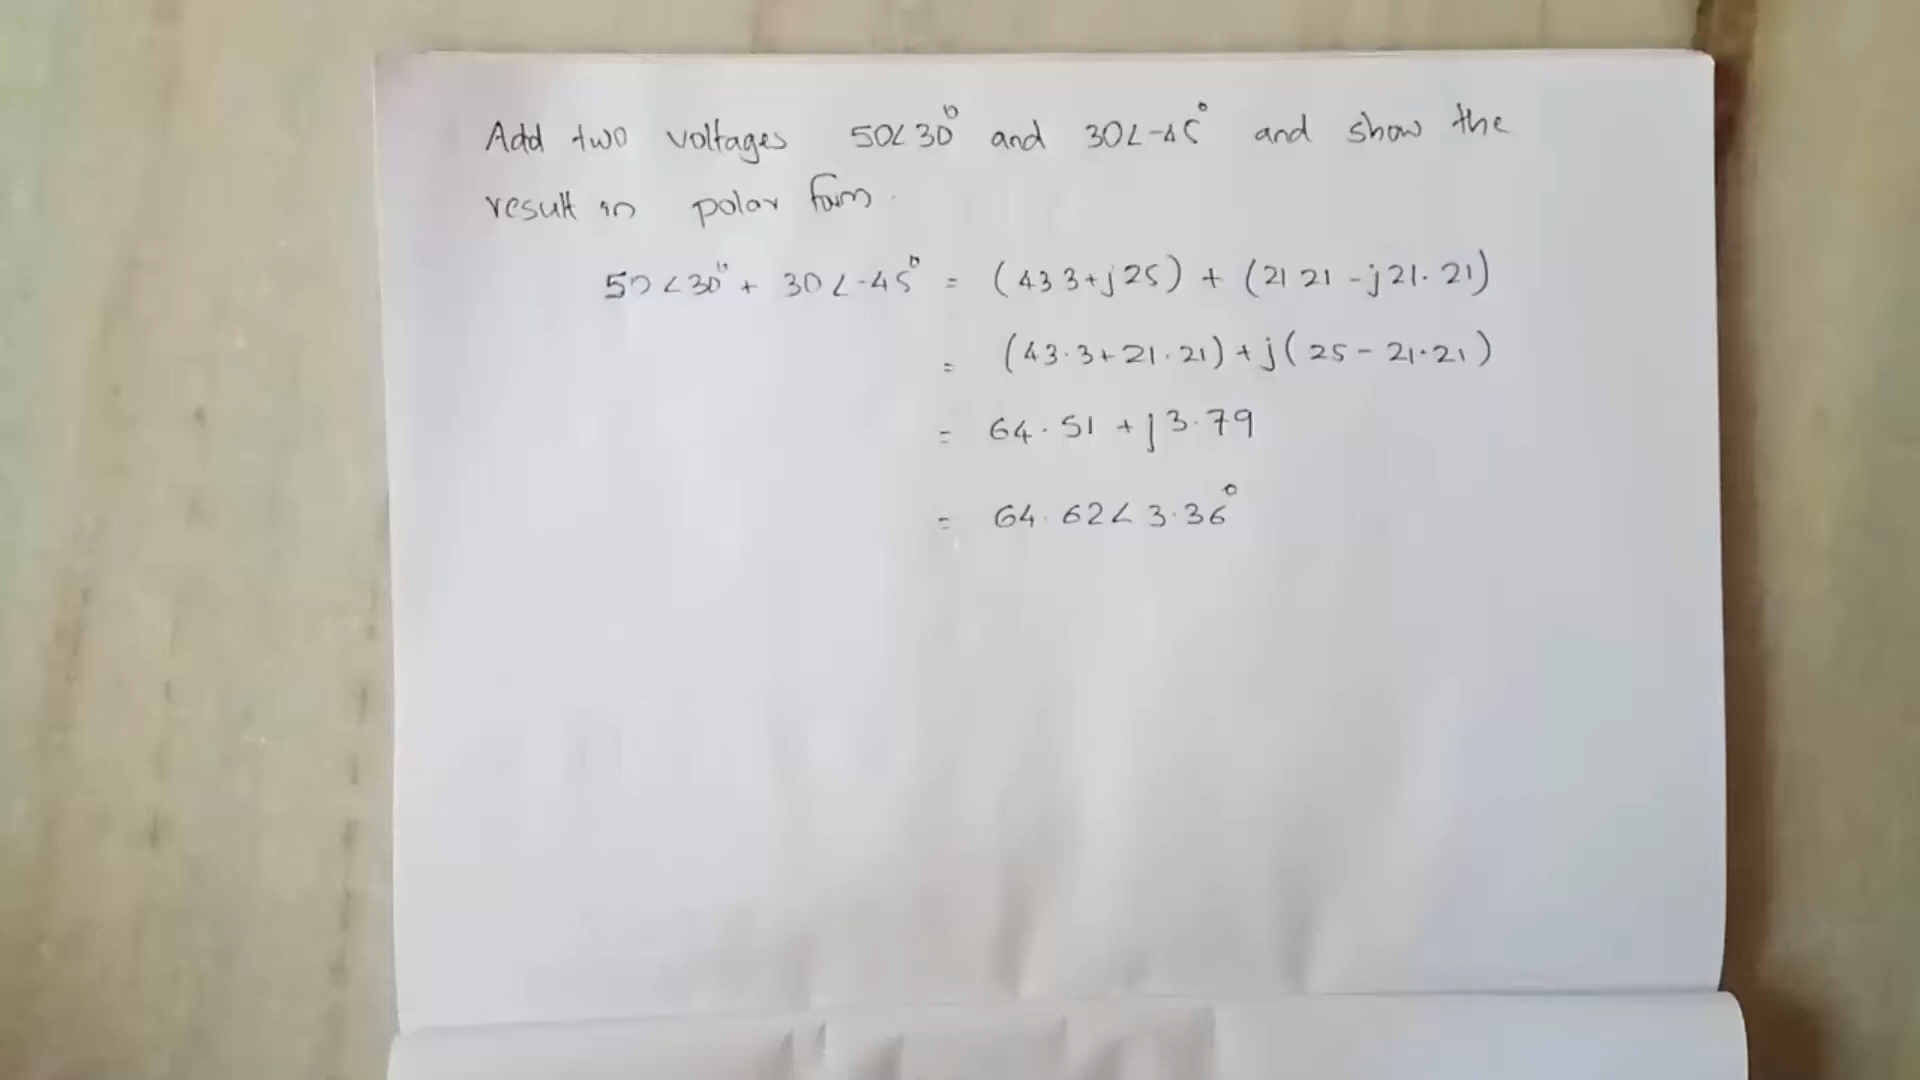 Add two voltages 50∠30° and 30∠-45° and show the
result in polar form.
50∠30° + 30∠-45° = (43 3+j25) + (21 21 -j21.21)
= (43.3+21.21)+j(25-21.21)
= 64.51 +j3.79
= 64.62∠3.36°